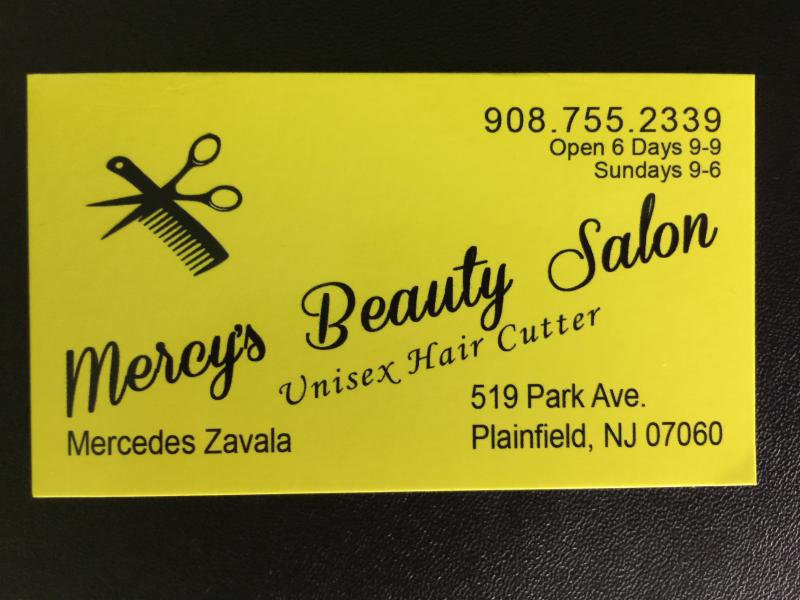 908.755.2339
Open 6 Days 9-9
Sundays 9-6
Mercy's Beauty Salon
Unisex Hair Cutter
Mercedes Zavala
519 Park Ave.
Plainfield, NJ 07060